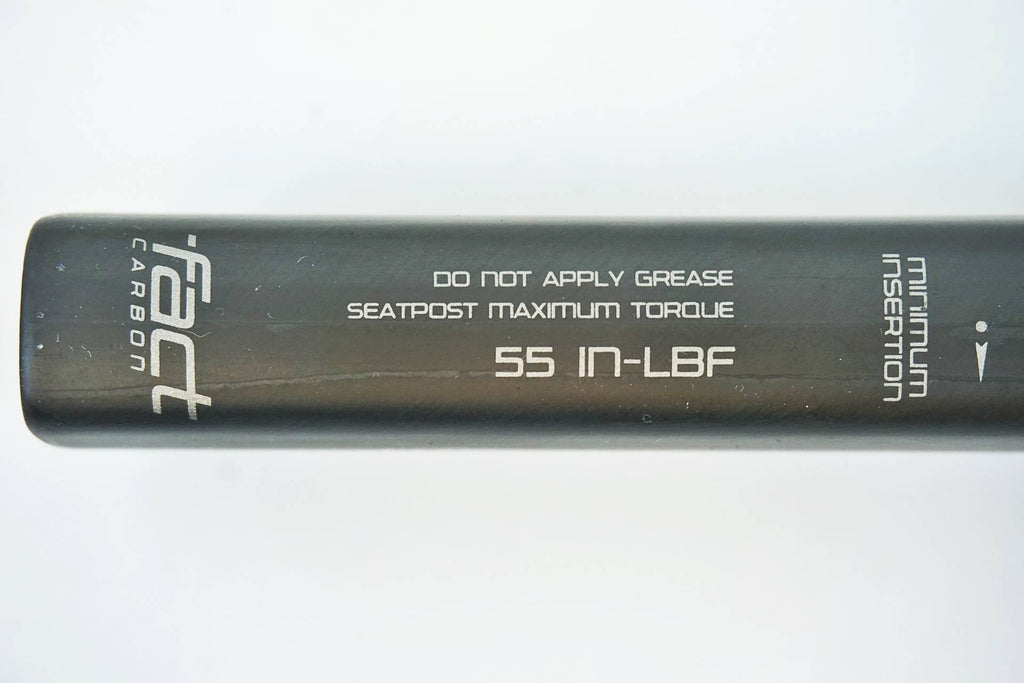 fact
CARBON
DO NOT APPLY GREASE
SEATPOST MAXIMUM TORQUE
55 IN-LBF
MINIMUM
INSERTION